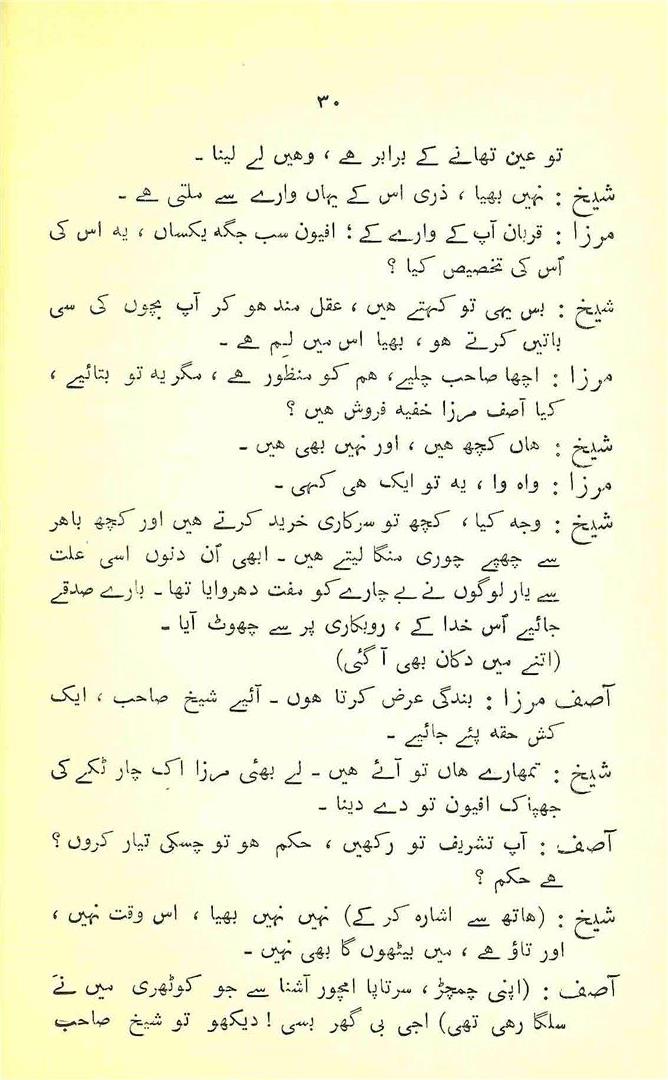 ۳۰
تو عین تھانے کے برابر ہے ، وہیں لے لینا ۔
شیخ : نہیں بھیا ، ذری اس کے یہاں وارے سے ملتی ہے ۔
مرزا : قربان آپ کے وارے کے ؛ افیون سب جگہ یکساں ، یہ اس کی
اُس کی تخصیص کیا ؟
شیخ : بس یہی تو کہتے ہیں ، عقل مند ہو کر آپ بچوں کی سی
باتیں کرتے ہو ، بھیا اس میں لِم ہے ۔
مرزا : اچھا صاحب چلیے، ہم کو منظور ہے ، مگر یہ تو بتائیے ،
کیا آصف مرزا خفیہ فروش ہیں ؟
شیخ : ہاں کچھ ہیں ، اور نہیں بھی ہیں ۔
مرزا : واہ وا ، یہ تو ایک ہی کہی ۔
شیخ : وجہ کیا ، کچھ تو سرکاری خرید کرتے ہیں اور کچھ باہر
سے چھپے چوری منگا لیتے ہیں ۔ ابھی اُن دنوں اسی علت
سے یار لوگوں نے بے چارے کو مفت دھروایا تھا ۔ بارے صدقے
جائیے اُس خدا کے ، روبکاری پر سے چھوٹ آیا ۔
(اتنے میں دکان بھی آ گئی)
آصف مرزا : بندگی عرض کرتا ہوں ۔ آئیے شیخ صاحب ، ایک
کش حقہ پئے جائیے ۔
شیخ : تمھارے ہاں تو آئے ہیں ۔ لے بھئی مرزا اِک چار ٹکے کی
جھپاک افیون تو دے دینا ۔
آصف : آپ تشریف تو رکھیں ، حکم ہو تو چسکی تیار کروں ؟
ہے حکم ؟
شیخ : (ہاتھ سے اشارہ کر کے) نہیں نہیں بھیا ، اس وقت نہیں ،
اور تاؤ ہے ، میں بیٹھوں گا بھی نہیں ۔
آصف : (اپنی چمچڑ ، سرتاپا امچور آشنا سے جو کوٹھری میں نَے
سلگا رہی تھی) اجی بی گھر بسی ! دیکھو تو شیخ صاحب